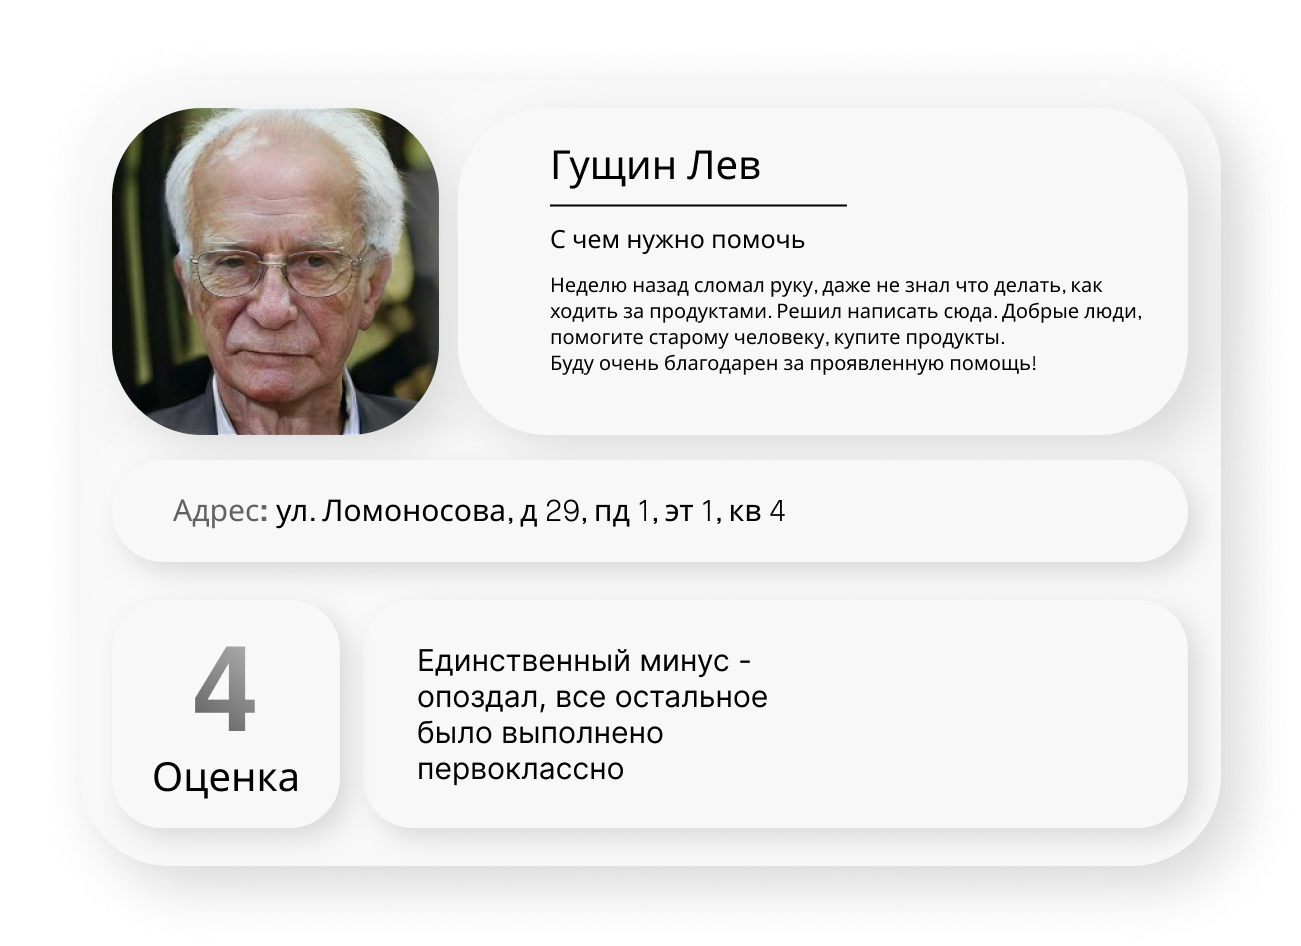 Гущин Лев
С чем нужно помочь
Неделю назад сломал руку, даже не знал что делать, как
ходить за продуктами. Решил написать сюда. Добрые люди,
помогите старому человеку, купите продукты.
Буду очень благодарен за проявленную помощь!
Адрес: ул. Ломоносова, д 29, пд 1, эт 1, кв 4
4
Оценка
Единственный минус -
опоздал, все остальное
было выполнено
первоклассно